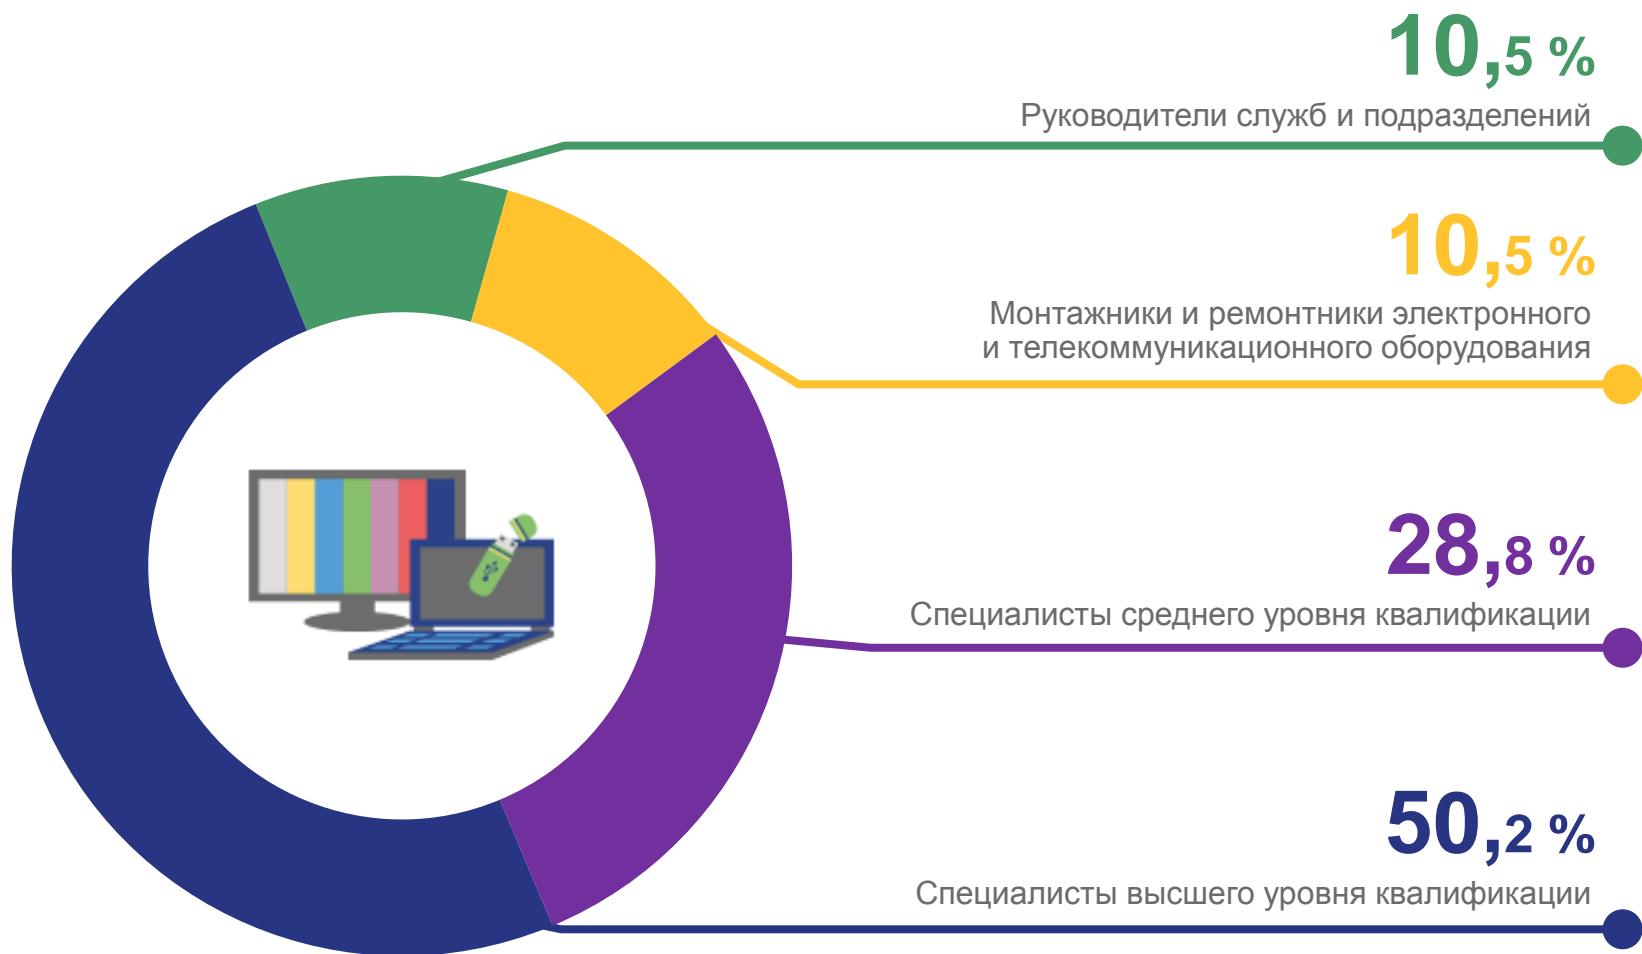 10,5 %
Руководители служб и подразделений
10,5 %
Монтажники и ремонтники электронного
и телекоммуникационного оборудования
28,8 %
Специалисты среднего уровня квалификации
50,2 %
Специалисты высшего уровня квалификации